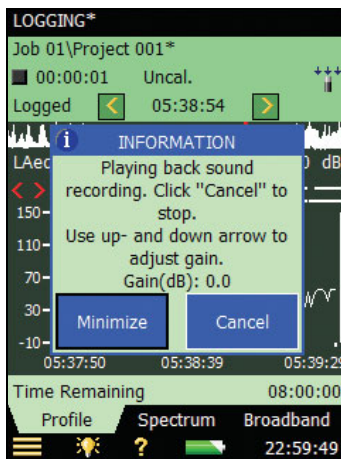 LOGGING*
Job 01\Project 001*
00:00:01 Uncal.
Logged < 05:38:54 >
i INFORMATION
LAec dB
Playing back sound
< > recording. Click "Cancel" to
150 stop.
Use up- and down arrow to
110 adjust gain.
70 Gain(dB): 0.0
30
Minimize Cancel
-10
05:37:50 05:38:39 05:39:29
Time Remaining 08:00:00
Profile Spectrum Broadband
? 22:59:49